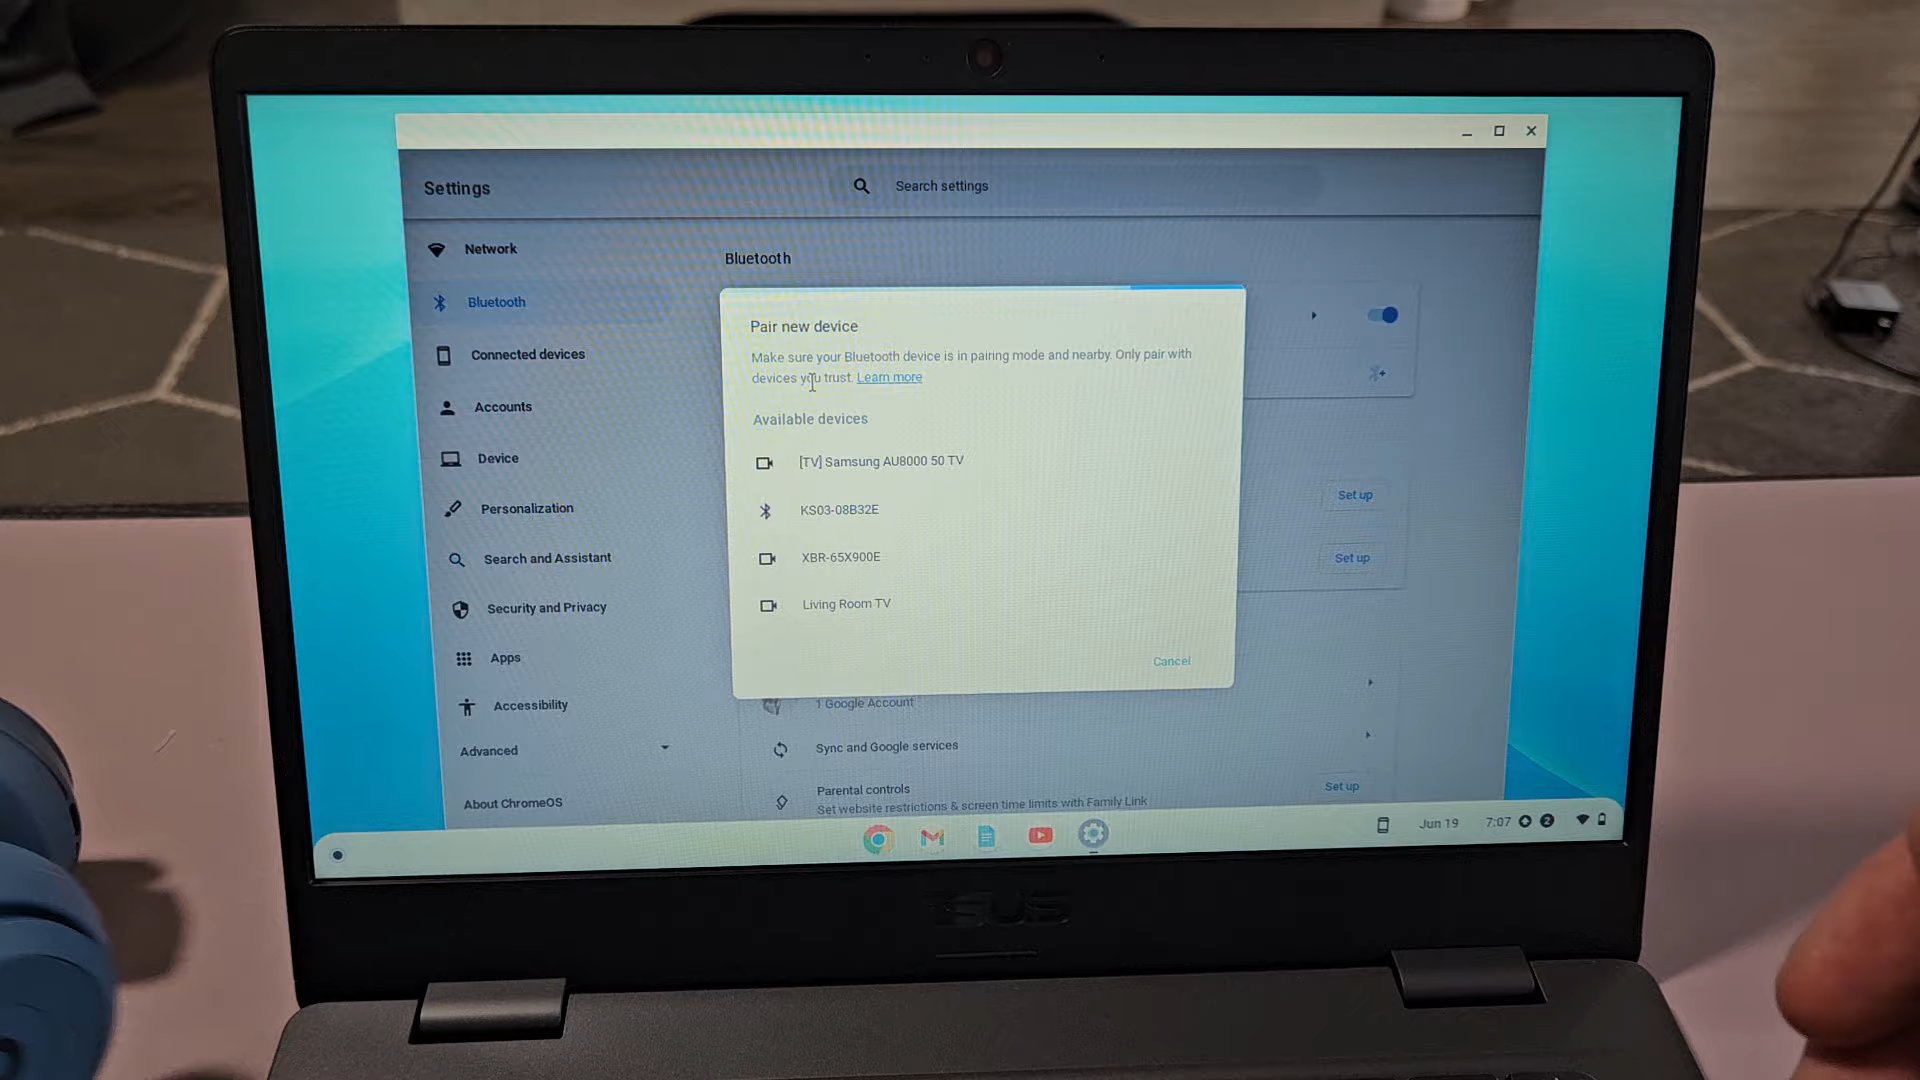 Settings
Search settings
Network
Bluetooth
Connected devices
Accounts
Device
Personalization
Search and Assistant
Security and Privacy
Apps
Accessibility
Advanced
About ChromeOS
Bluetooth
Pair new device
Make sure your Bluetooth device is in pairing mode and nearby. Only pair with
devices you trust. Learn more
Available devices
[TV] Samsung AU8000 50 TV
KS03-08B32E
XBR-65X900E
Living Room TV
Cancel
Set up
Set up
1 Google Account
Sync and Google services
Parental controls
Set website restrictions & screen time limits with Family Link
Set up
Jun 19 7:07 2
ASUS